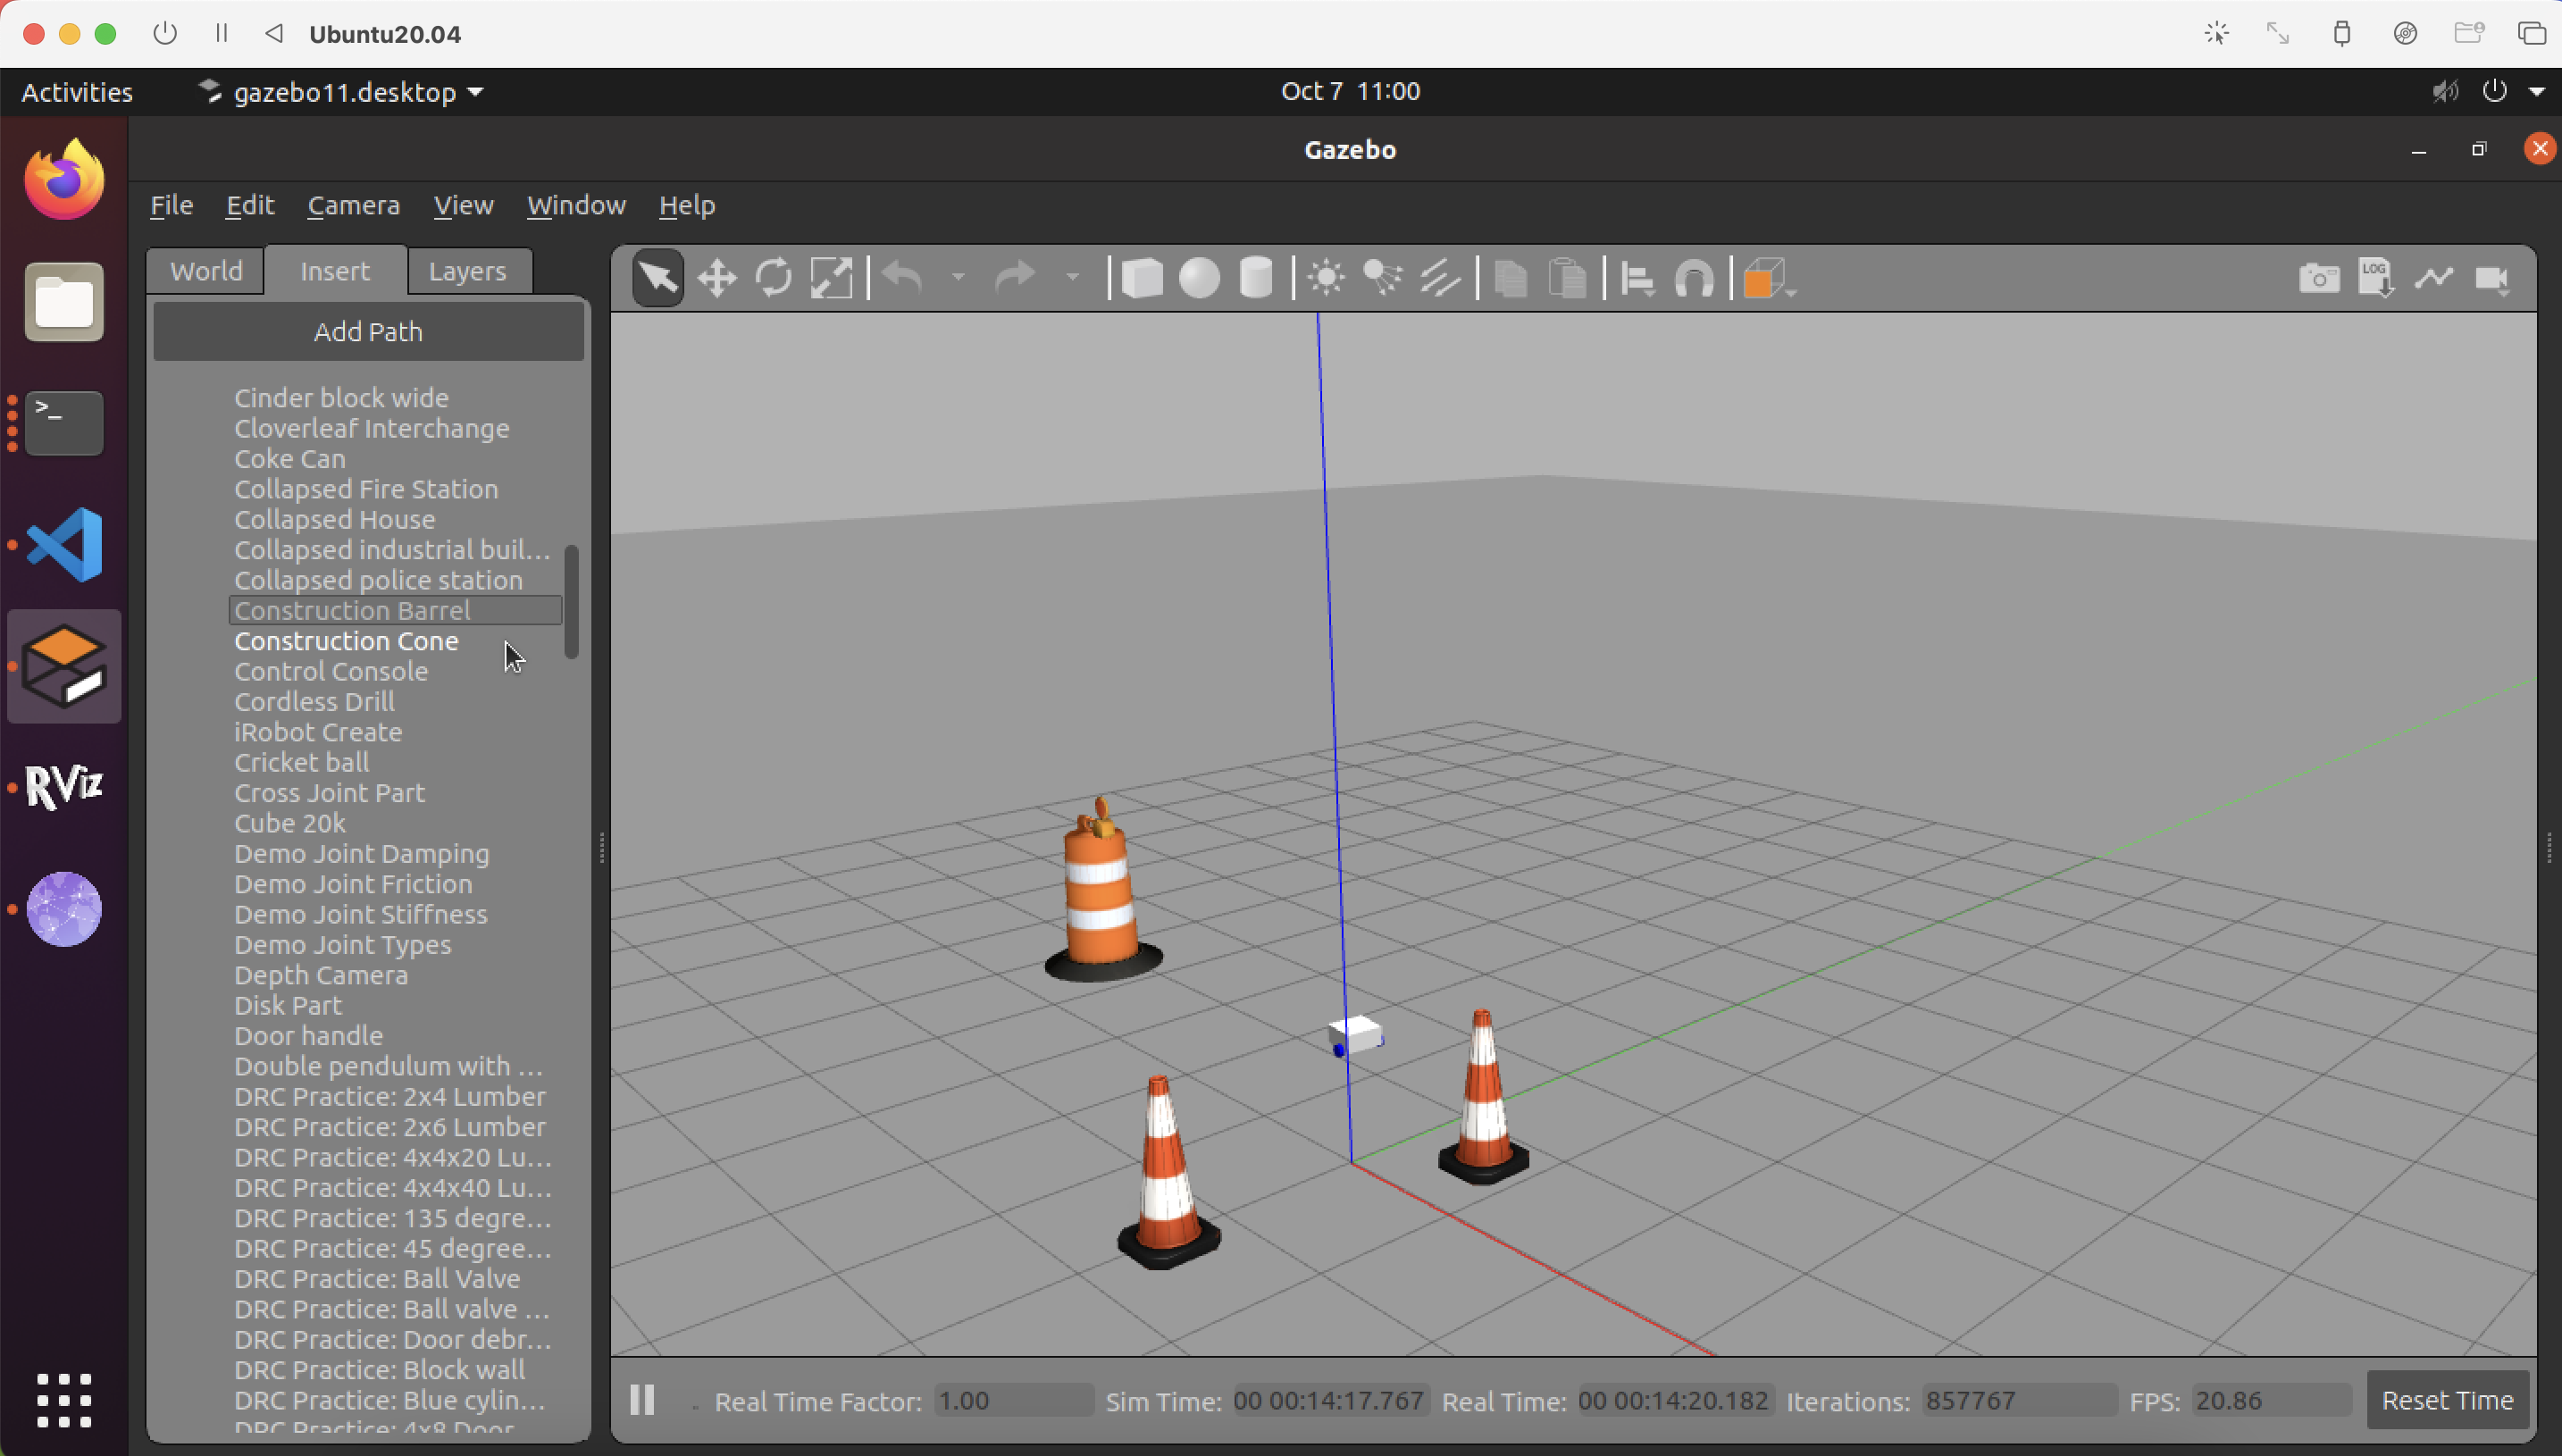 Ubuntu20.04
Activities
gazebo11.desktop
Oct 7 11:00
Gazebo
File Edit Camera View Window Help
World Insert Layers
LOG
Add Path
Cinder block wide
Cloverleaf Interchange
Coke Can
Collapsed Fire Station
Collapsed House
Collapsed industrial buil...
Collapsed police station
Construction Barrel
Construction Cone
Control Console
Cordless Drill
iRobot Create
Cricket ball
Cross Joint Part
Cube 20k
Demo Joint Damping
Demo Joint Friction
Demo Joint Stiffness
Demo Joint Types
Depth Camera
Disk Part
Door handle
Double pendulum with ...
DRC Practice: 2x4 Lumber
DRC Practice: 2x6 Lumber
DRC Practice: 4x4x20 Lu...
DRC Practice: 4x4x40 Lu...
DRC Practice: 135 degre...
DRC Practice: 45 degree...
DRC Practice: Ball Valve
DRC Practice: Ball valve ...
DRC Practice: Door debr...
DRC Practice: Block wall
DRC Practice: Blue cylin...
DRC Practice: 4x8 Door
>_
RViz
Real Time Factor: 1.00 Sim Time: 00 00:14:17.767 Real Time: 00 00:14:20.182 Iterations: 857767 FPS: 20.86 Reset Time